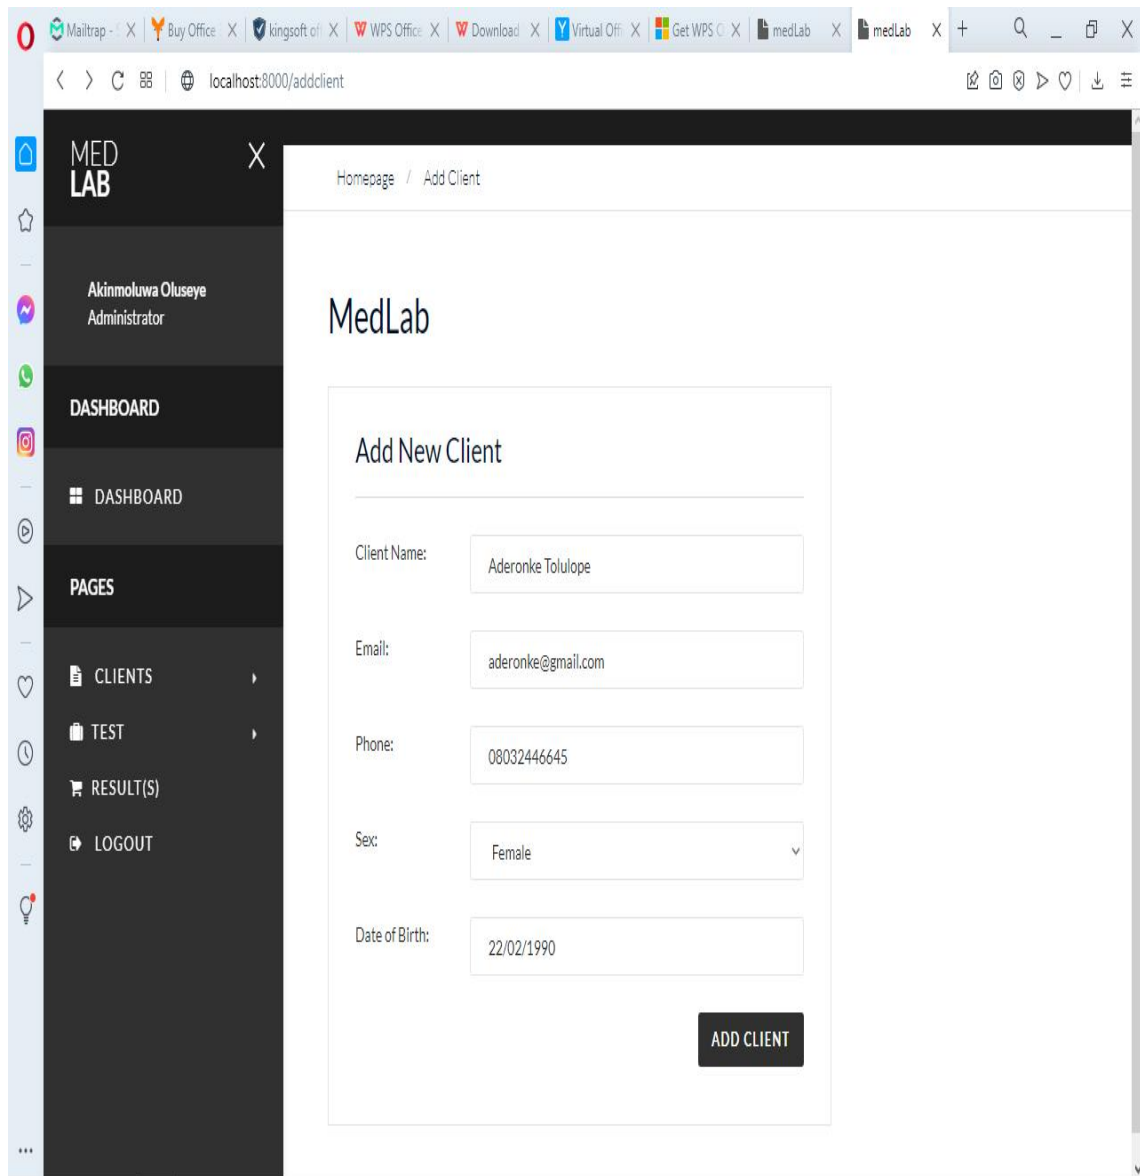 Mailtrap -
Buy Office
kingsoft of
WPS Office
Download
Virtual Off
Get WPS O
medLab
medLab
localhost:8000/addclient
MED
LAB
Homepage / Add Client
Akinmoluwa Oluseye
Administrator
MedLab
DASHBOARD
Add New Client
DASHBOARD
Client Name:
Aderonke Tolulope
PAGES
Email:
aderonke@gmail.com
CLIENTS
TEST
Phone:
08032446645
RESULT(S)
LOGOUT
Sex:
Female
Date of Birth:
22/02/1990
ADD CLIENT